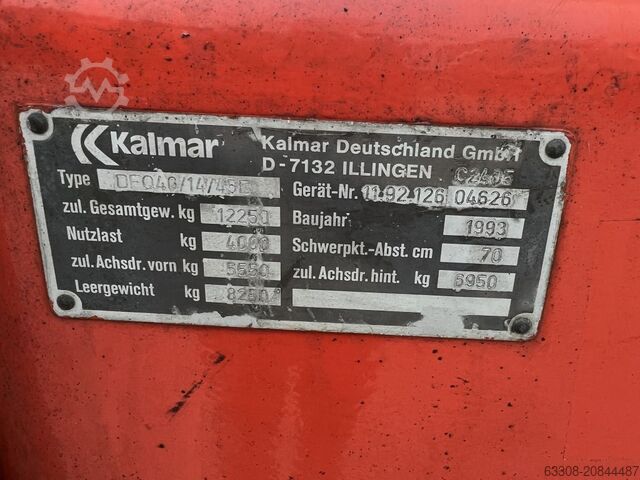 Kalmar
Kalmar Deutschland GmbH
D-7132 ILLINGEN
Type DFQ40/14/45E
Gerät-Nr. 11.92.126 04626
zul. Gesamtgew. kg 12250
Baujahr 1993
Nutzlast kg 4000
Schwerpkt.-Abst. cm 70
zul. Achsdr. vorn kg 5550
zul. Achsdr. hint. kg 6950
Leergewicht kg 8250
63308-20844487